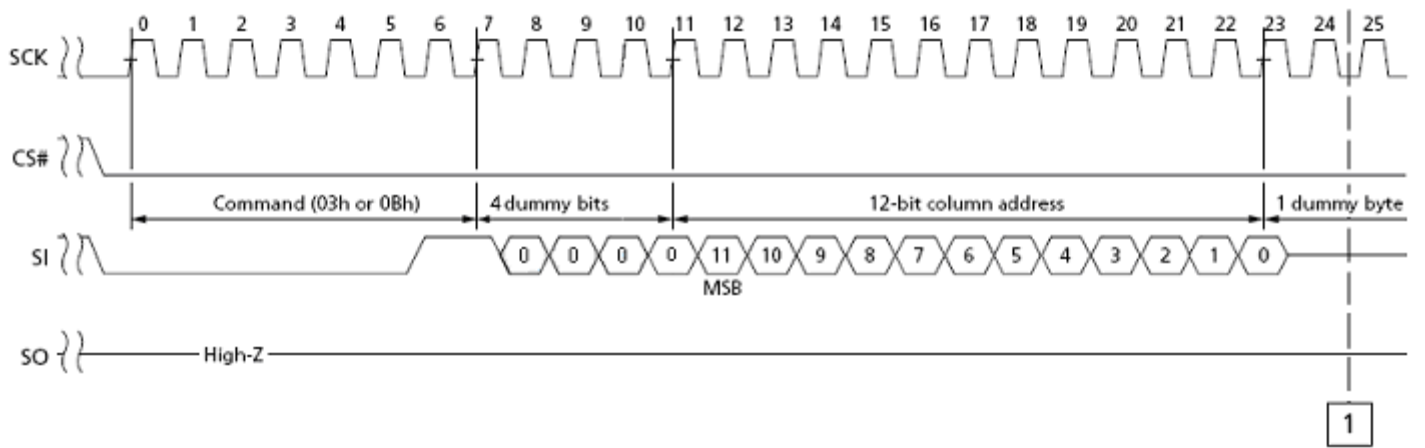 0 1 2 3 4 5 6 7 8 9 10 11 12 13 14 15 16 17 18 19 20 21 22 23 24 25
SCK
CS#
Command (03h or 0Bh) 4 dummy bits 12-bit column address 1 dummy byte
SI 0 0 0 0 11 10 9 8 7 6 5 4 3 2 1 0
MSB
SO High-Z
1